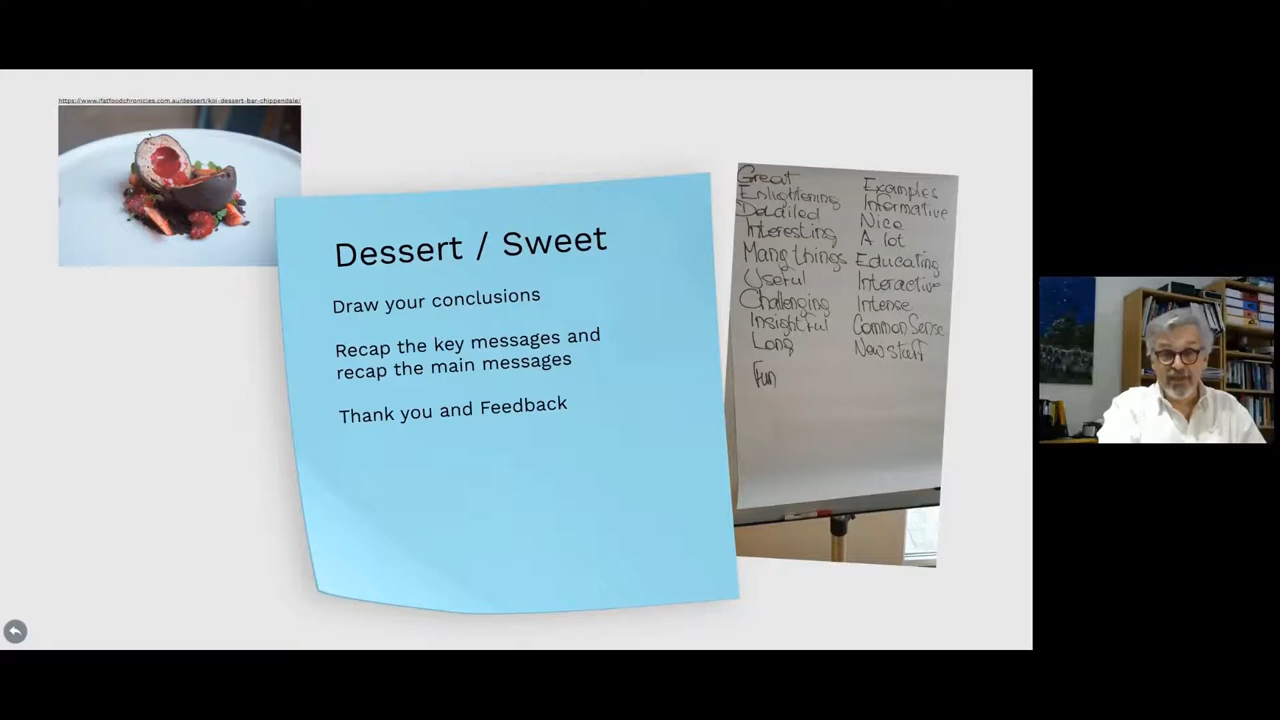 https://www.ifatfoodchronicles.com.au/dessert/koi-dessert-bar-chippendale/
Dessert / Sweet
Draw your conclusions
Recap the key messages and
recap the main messages
Thank you and Feedback
Great
Enlightening
Detailed
Interesting
Many things
Useful
Challenging
Insightful
Long
Fun
Examples
Informative
Nice
A lot
Educating
Interactive
Intense
Common Sense
New stuff